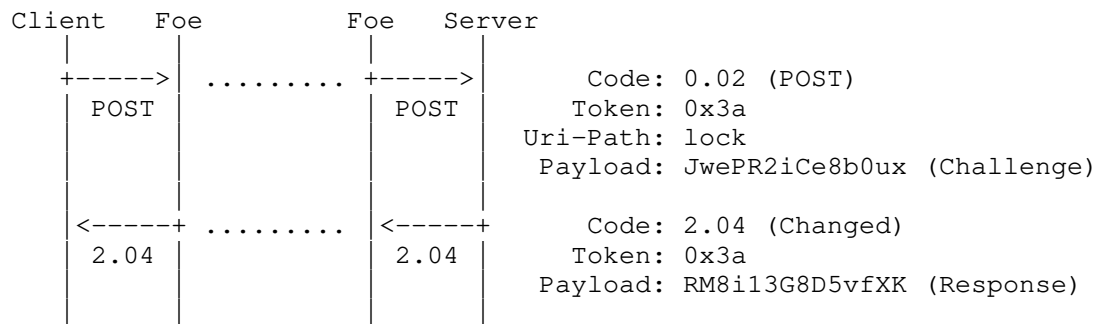 Client Foe Foe Server
POST POST Code: 0.02 (POST)
Token: 0x3a
Uri-Path: lock
Payload: JwePR2iCe8b0ux (Challenge)
2.04 2.04 Code: 2.04 (Changed)
Token: 0x3a
Payload: RM8i13G8D5vfXK (Response)